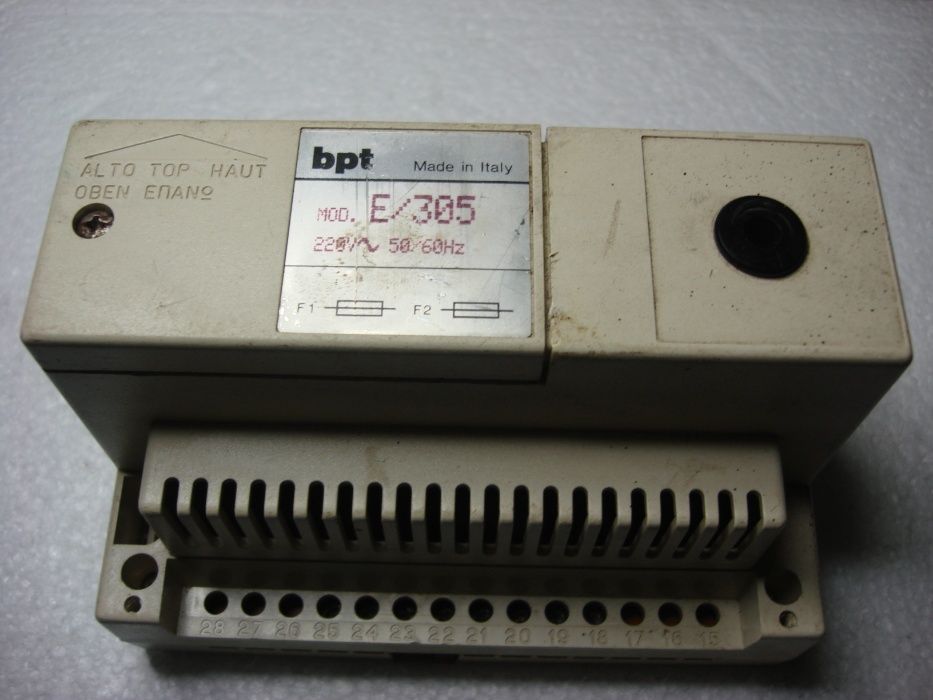 ALTO TOP HAUT
OBEN ΕΠΑΝΩ
bpt Made in Italy
MOD. E/305
220V~ 50/60Hz
F1 F2
28 27 26 25 24 23 22 21 20 19 18 17 16 15